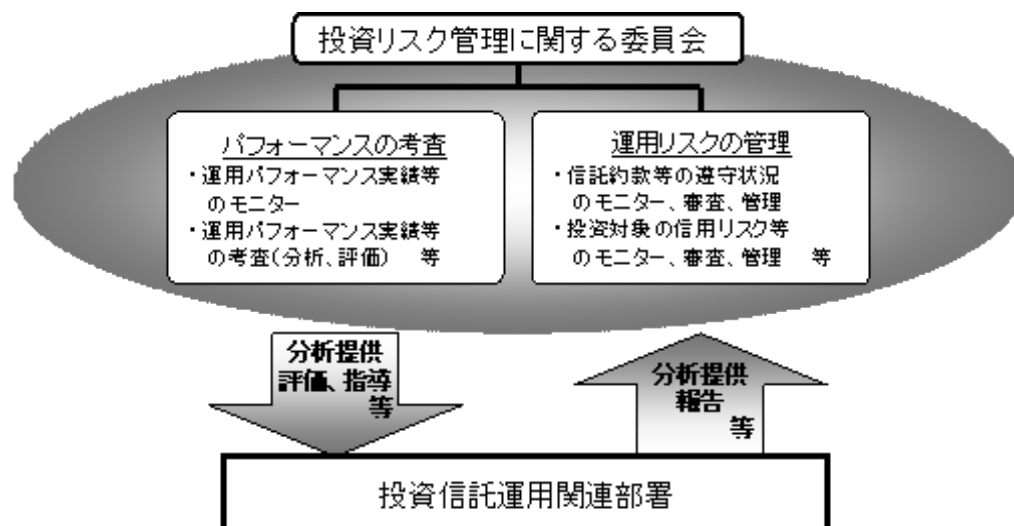 投資リスク管理に関する委員会
パフォーマンスの考査
・運用パフォーマンス実績等
のモニター
・運用パフォーマンス実績等
の考査(分析、評価) 等
運用リスクの管理
・信託約款等の遵守状況
のモニター、審査、管理
・投資対象の信用リスク等
のモニター、審査、管理 等
分析提供
評価、指導
等
分析提供
報告
等
投資信託運用関連部署